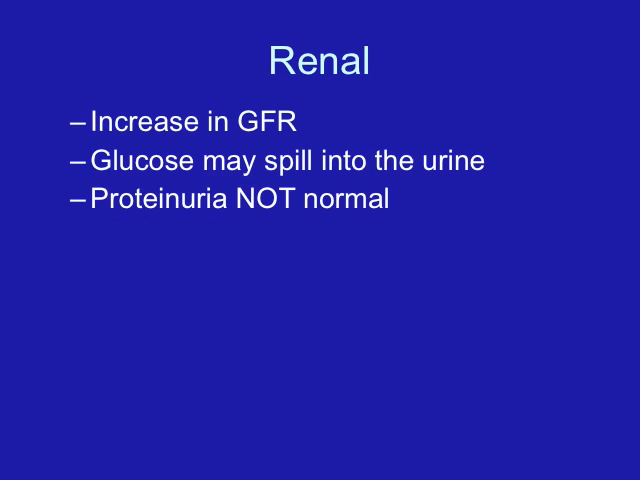 Renal
– Increase in GFR
– Glucose may spill into the urine
– Proteinuria NOT normal